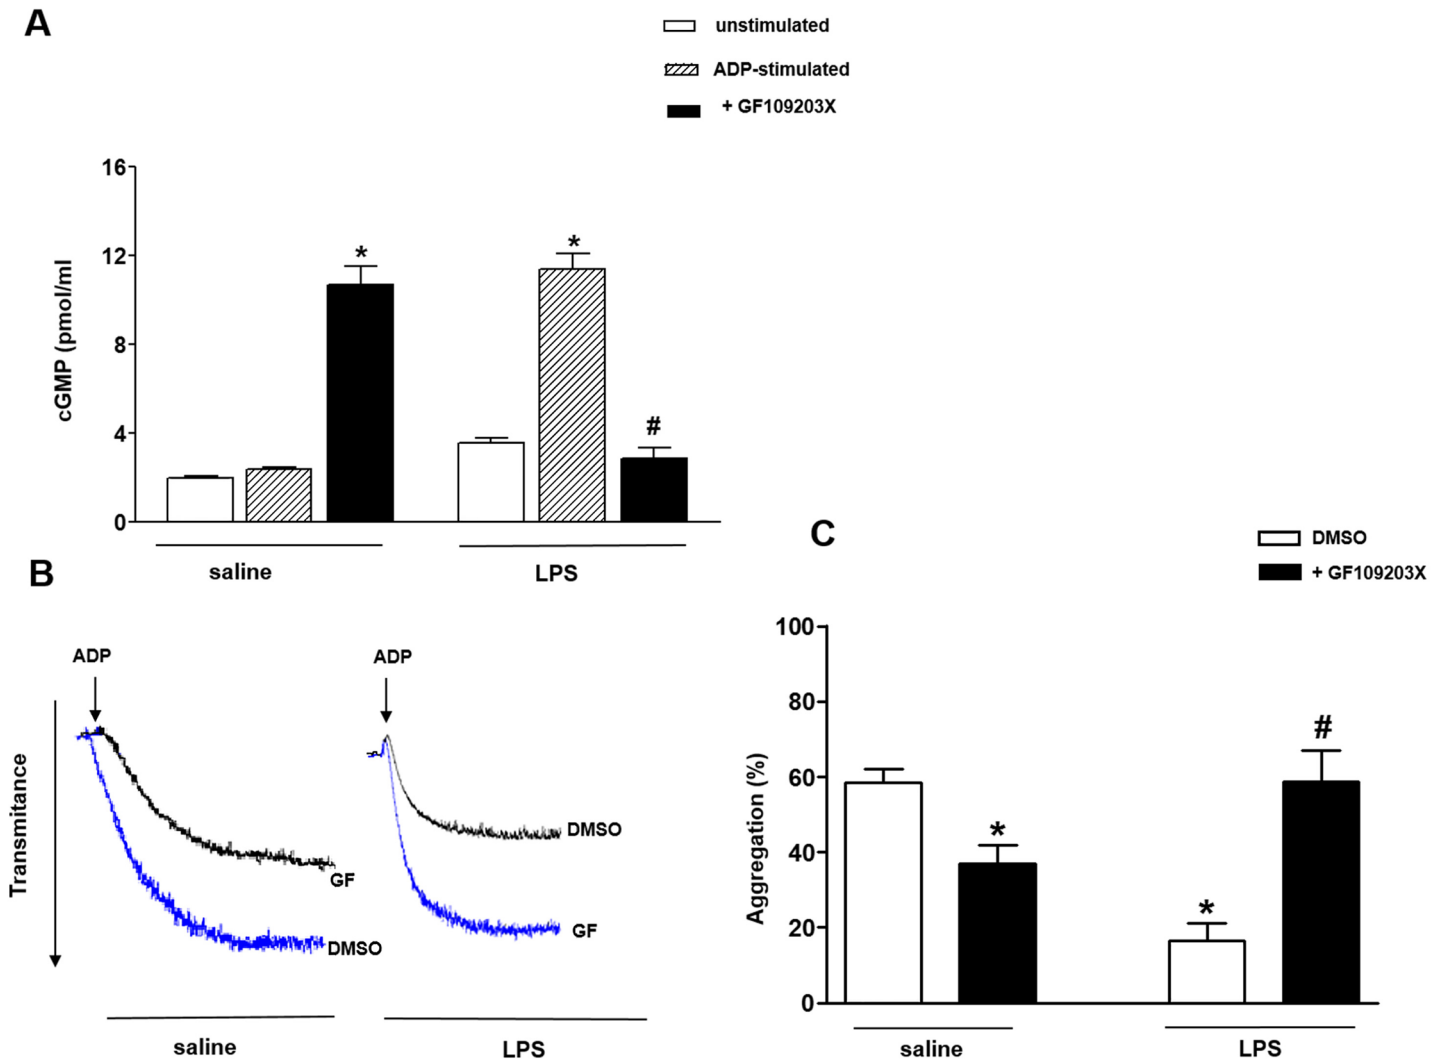 A
unstimulated
ADP-stimulated
+ GF109203X
16
12
8
4
0
cGMP (pmol/ml
*
*
#
saline
LPS
B
ADP
ADP
Transmitance
GF
DMSO
DMSO
GF
saline
LPS
C
DMSO
+ GF109203X
100
80
60
40
20
0
Aggregation (%)
*
*
#
saline
LPS